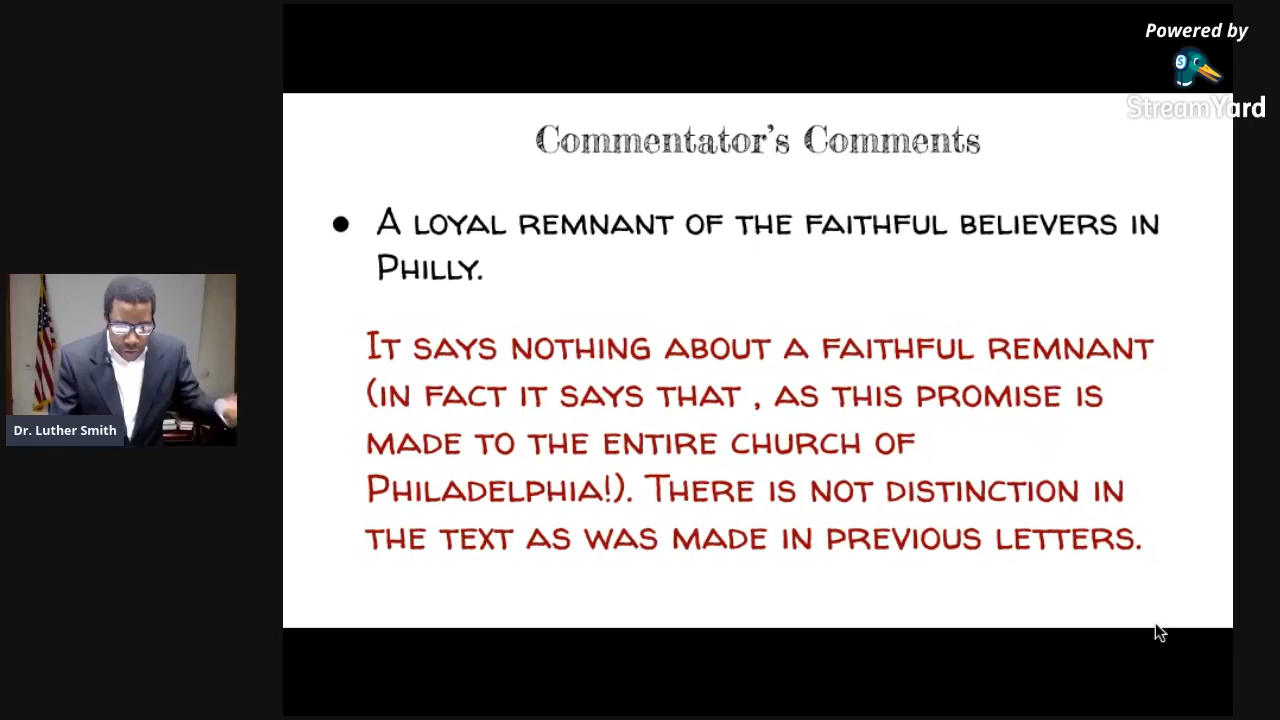 Powered by
StreamYard
Commentator's Comments
● A LOYAL REMNANT OF THE FAITHFUL BELIEVERS IN
PHILLY.
IT SAYS NOTHING ABOUT A FAITHFUL REMNANT
(IN FACT IT SAYS THAT , AS THIS PROMISE IS
MADE TO THE ENTIRE CHURCH OF
PHILADELPHIA!). THERE IS NOT DISTINCTION IN
THE TEXT AS WAS MADE IN PREVIOUS LETTERS.
Dr. Luther Smith